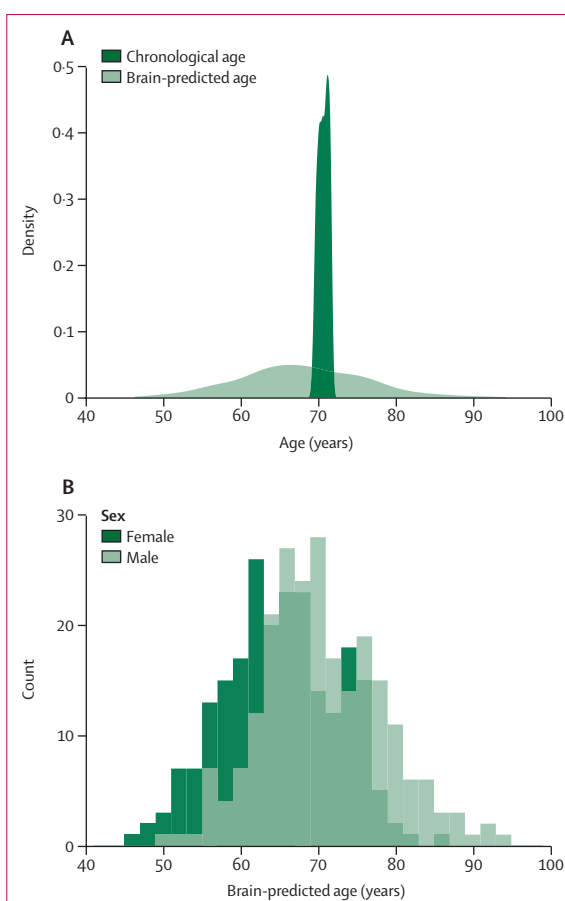 A
Chronological age
Brain-predicted age
0·5
0·4
0·3
0·2
0·1
0
Density
40 50 60 70 80 90 100
Age (years)
B
Sex
Female
Male
30
20
10
0
Count
40 50 60 70 80 90 100
Brain-predicted age (years)